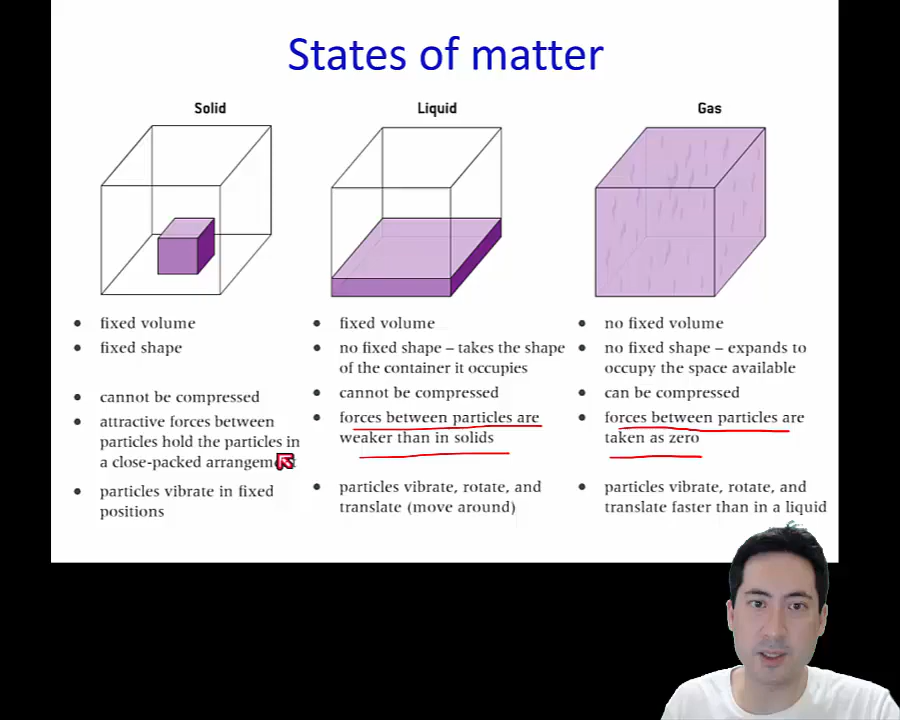 States of matter
Solid
Liquid
Gas
• fixed volume
• fixed shape
• cannot be compressed
• attractive forces between
particles hold the particles in
a close-packed arrangement
• particles vibrate in fixed
positions
• fixed volume
• no fixed shape – takes the shape
of the container it occupies
• cannot be compressed
• forces between particles are
weaker than in solids
• particles vibrate, rotate, and
translate (move around)
• no fixed volume
• no fixed shape – expands to
occupy the space available
• can be compressed
• forces between particles are
taken as zero
• particles vibrate, rotate, and
translate faster than in a liquid